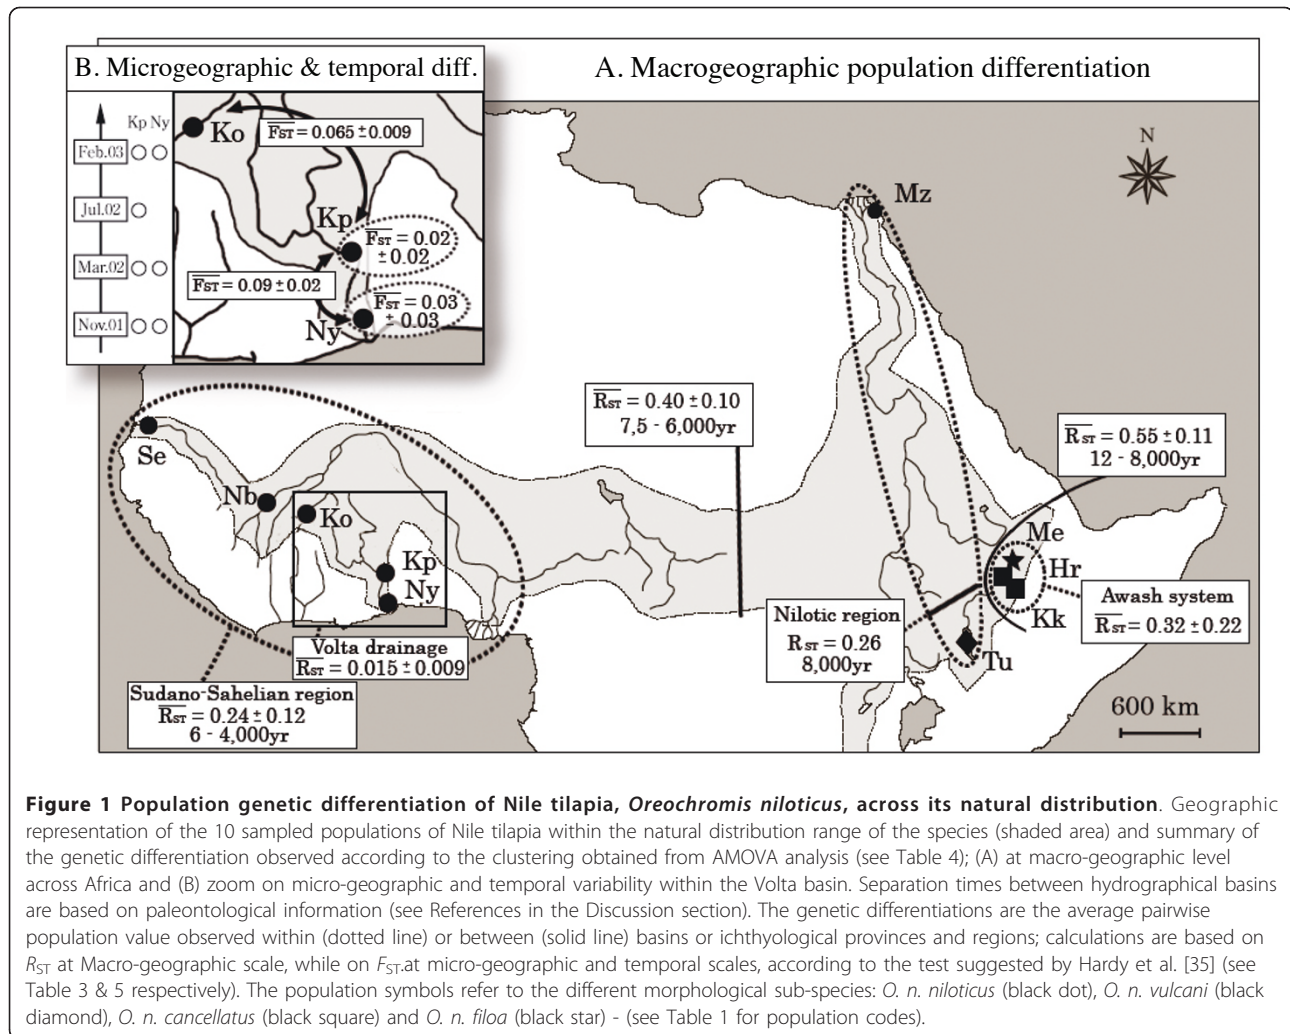 B. Microgeographic & temporal diff.
A. Macrogeographic population differentiation
Kp Ny
Feb.03
Jul.02
Mar.02
Nov.01
Ko
FST = 0.065 ± 0.009
Kp
FST = 0.02
± 0.02
FST = 0.09 ± 0.02
FST = 0.03
± 0.03
Ny
N
Mz
RST = 0.40 ± 0.10
7,5 - 6,000yr
RST = 0.55 ± 0.11
12 - 8,000yr
Se
Nb
Ko
Kp
Ny
Me
Hr
Kk
Tu
Awash system
RST = 0.32 ± 0.22
Nilotic region
RST = 0.26
8,000yr
Volta drainage
RST = 0.015 ± 0.009
Sudano-Sahelian region
RST = 0.24 ± 0.12
6 - 4,000yr
600 km
Figure 1 Population genetic differentiation of Nile tilapia, Oreochromis niloticus, across its natural distribution. Geographic
representation of the 10 sampled populations of Nile tilapia within the natural distribution range of the species (shaded area) and summary of
the genetic differentiation observed according to the clustering obtained from AMOVA analysis (see Table 4); (A) at macro-geographic level
across Africa and (B) zoom on micro-geographic and temporal variability within the Volta basin. Separation times between hydrographical basins
are based on paleontological information (see References in the Discussion section). The genetic differentiations are the average pairwise
population value observed within (dotted line) or between (solid line) basins or ichthyological provinces and regions; calculations are based on
RST at Macro-geographic scale, while on FST.at micro-geographic and temporal scales, according to the test suggested by Hardy et al. [35] (see
Table 3 & 5 respectively). The population symbols refer to the different morphological sub-species: O. n. niloticus (black dot), O. n. vulcani (black
diamond), O. n. cancellatus (black square) and O. n. filoa (black star) - (see Table 1 for population codes).